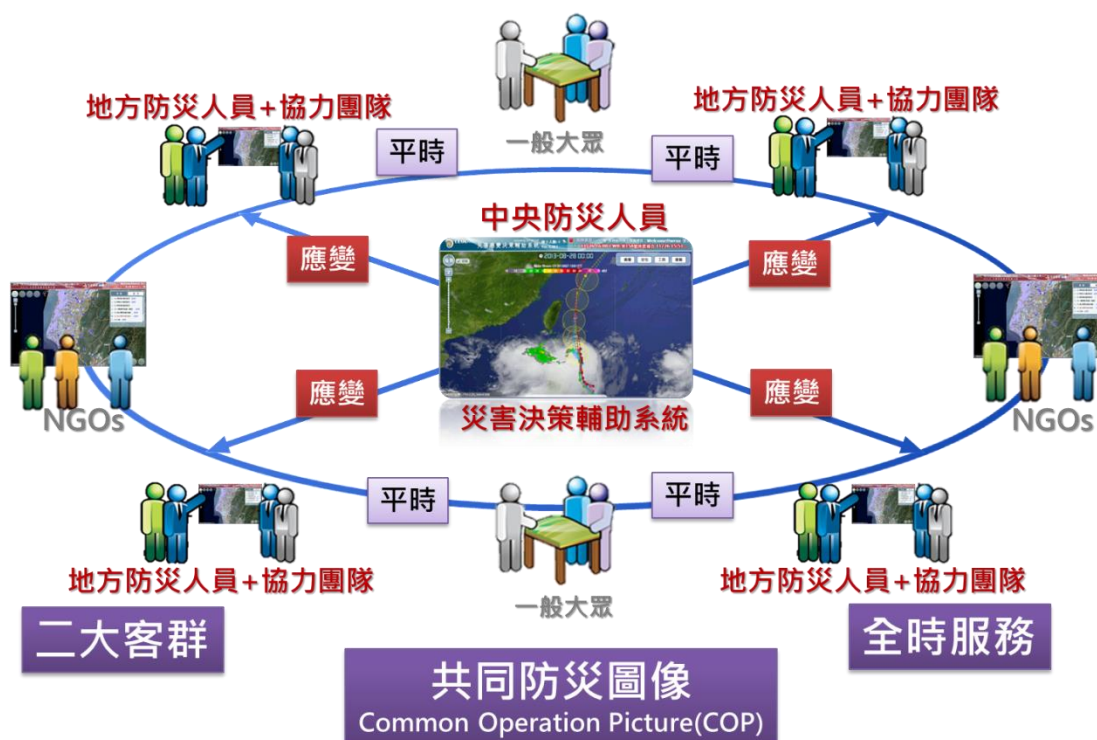 地方防災人員+協力團隊
一般大眾
地方防災人員+協力團隊
平時
平時
中央防災人員
應變
應變
2013-08-28 00:00
NGOs
應變
應變
NGOs
災害決策輔助系統
平時
平時
地方防災人員+協力團隊
一般大眾
地方防災人員+協力團隊
二大客群
全時服務
共同防災圖像
Common Operation Picture(COP)